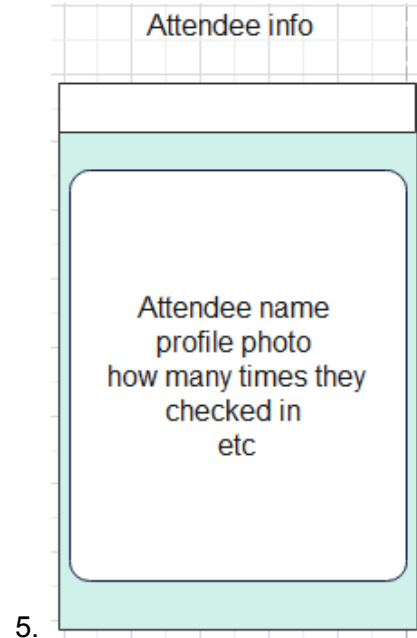 Attendee info
Attendee name
profile photo
how many times they
checked in
etc
5.